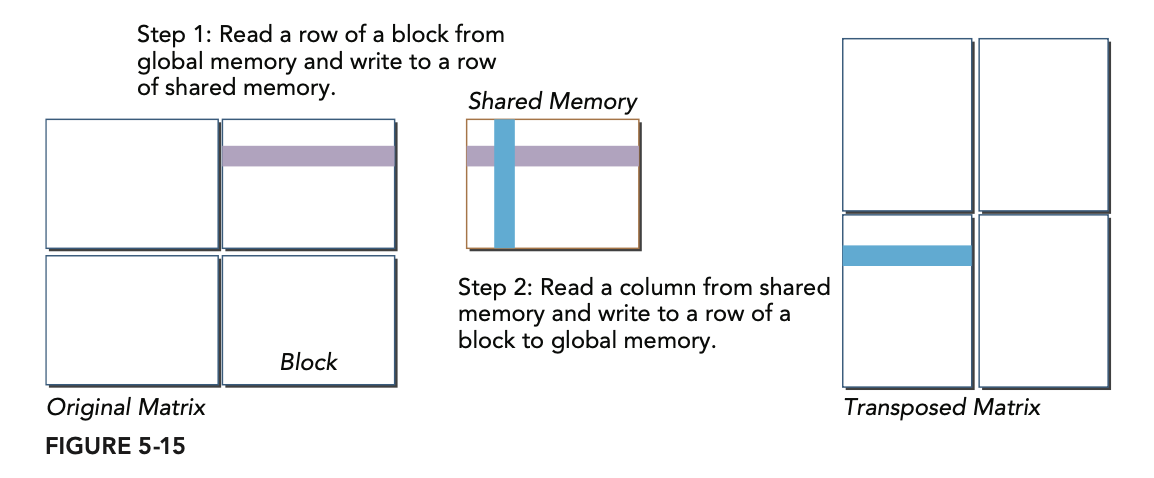 Step 1: Read a row of a block from
global memory and write to a row
of shared memory.
Shared Memory
Step 2: Read a column from shared
memory and write to a row of a
block to global memory.
Block
Original Matrix
Transposed Matrix
FIGURE 5-15